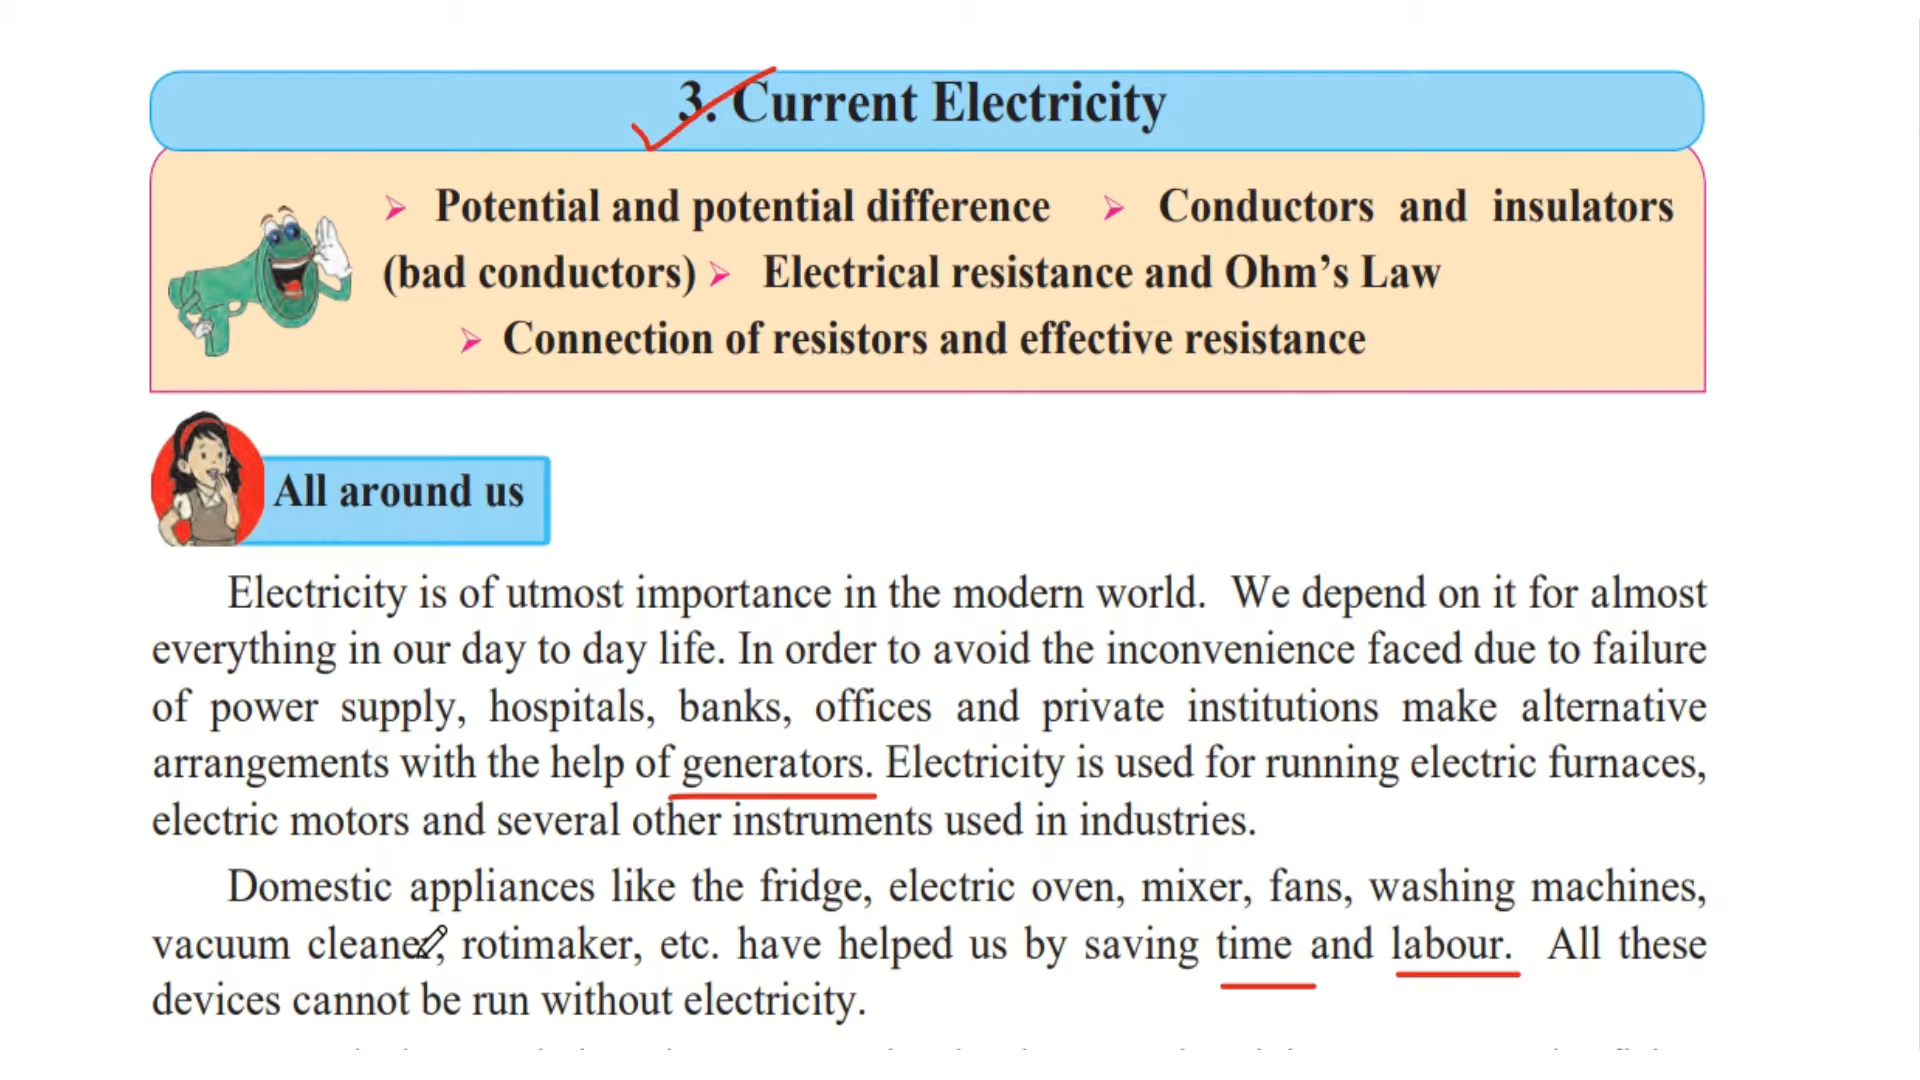 3. Current Electricity
➢ Potential and potential difference ➢ Conductors and insulators
(bad conductors) ➢ Electrical resistance and Ohm’s Law
➢ Connection of resistors and effective resistance
All around us
Electricity is of utmost importance in the modern world. We depend on it for almost
everything in our day to day life. In order to avoid the inconvenience faced due to failure
of power supply, hospitals, banks, offices and private institutions make alternative
arrangements with the help of generators. Electricity is used for running electric furnaces,
electric motors and several other instruments used in industries.
Domestic appliances like the fridge, electric oven, mixer, fans, washing machines,
vacuum cleaner, rotimaker, etc. have helped us by saving time and labour. All these
devices cannot be run without electricity.